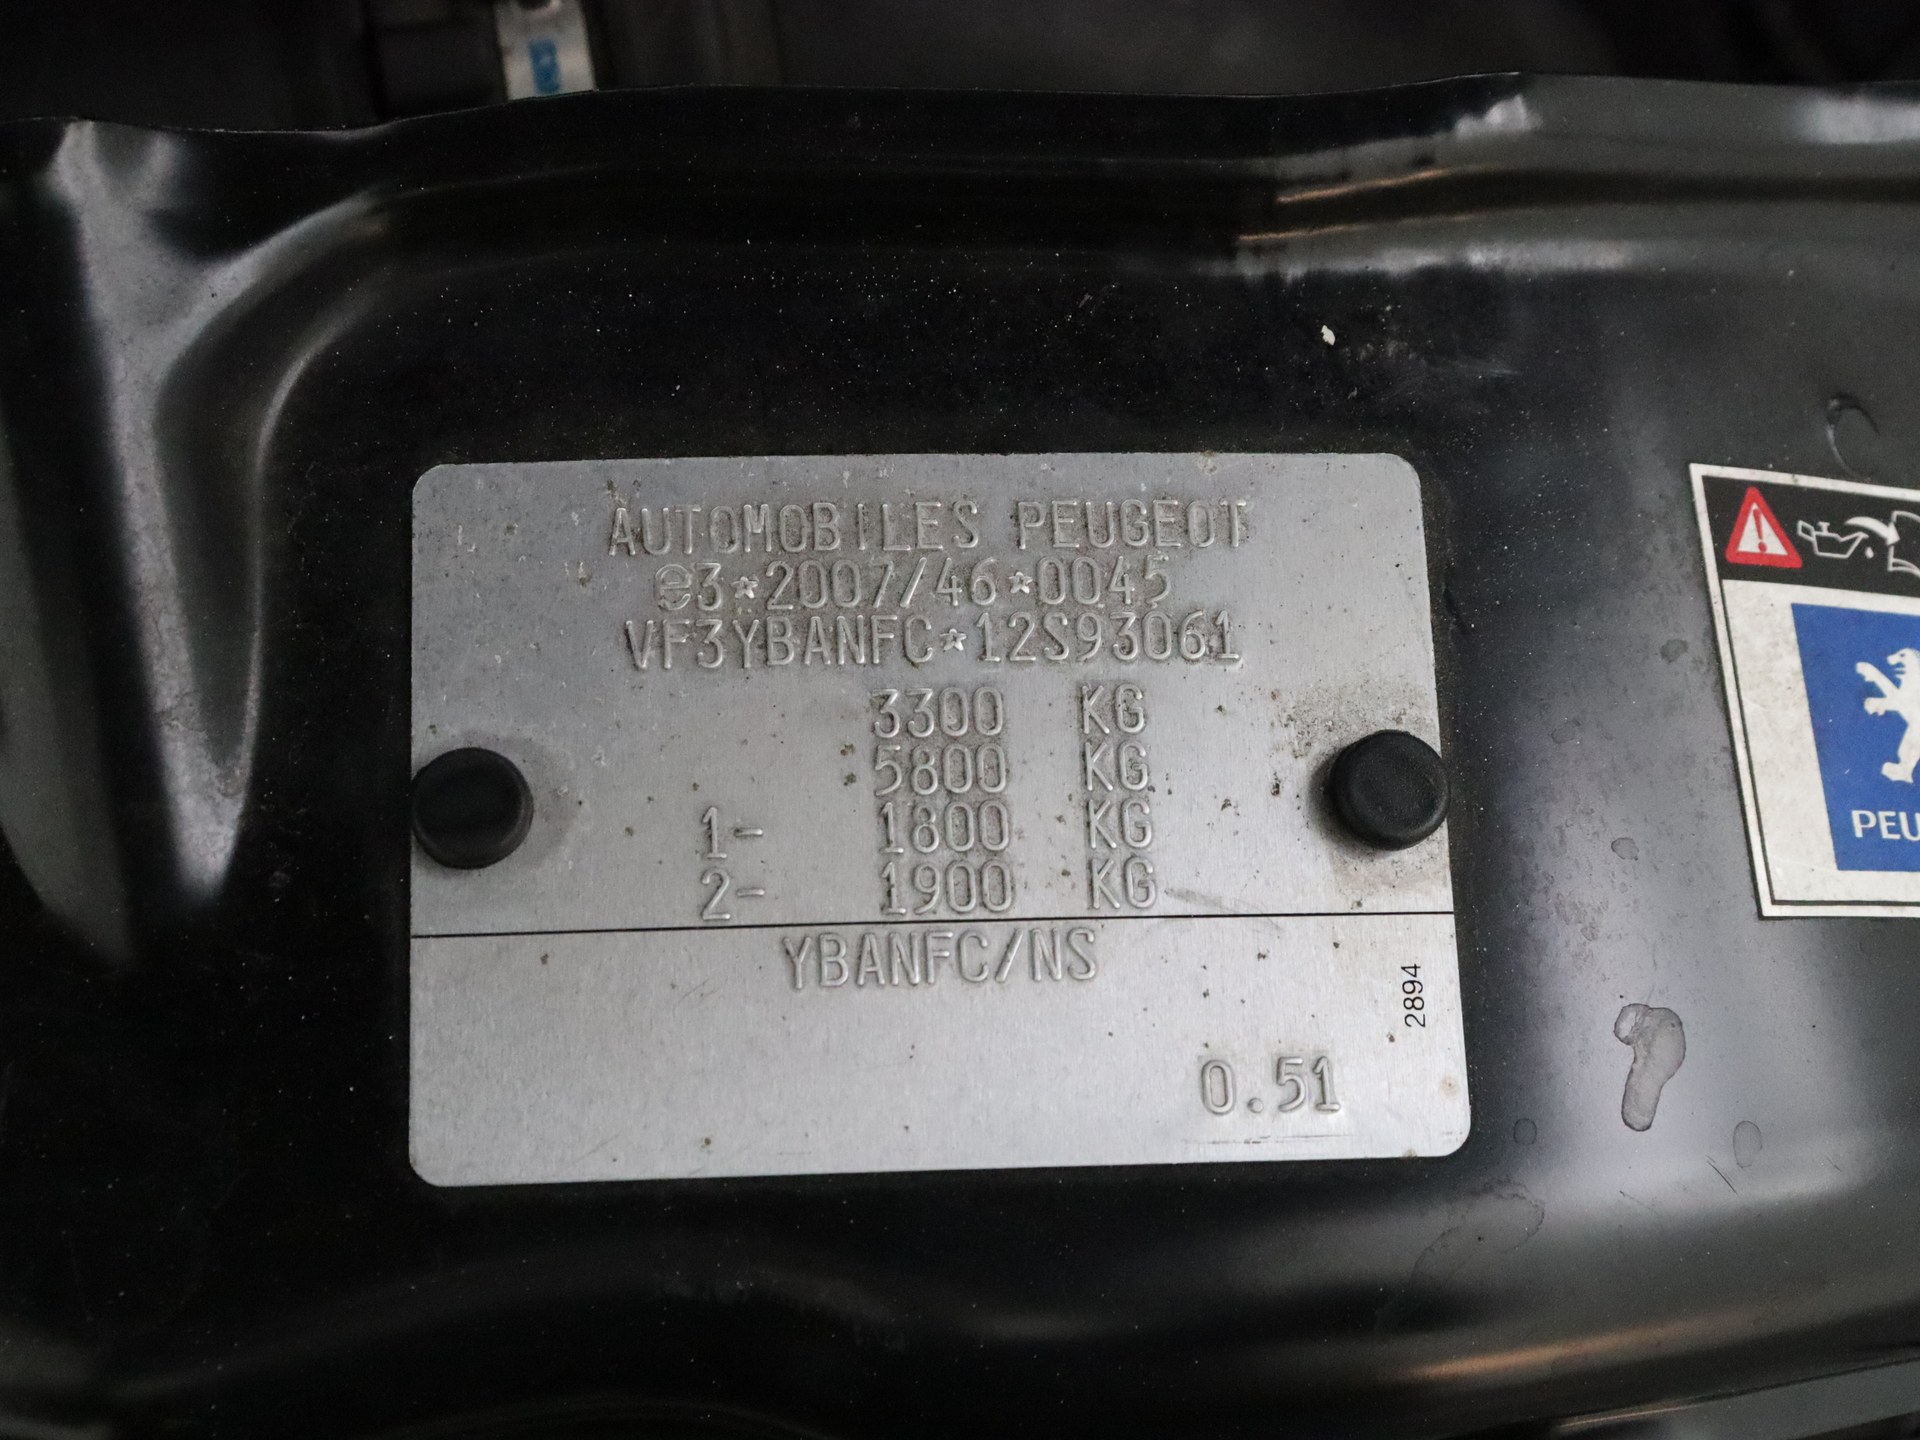 AUTOMOBILES PEUGEOT
e3*2007/46*0045
VF3YBANFC*12S93061
3300 KG
5800 KG
1- 1800 KG
2- 1900 KG
YBANFC/NS
2894
0.51
PEU